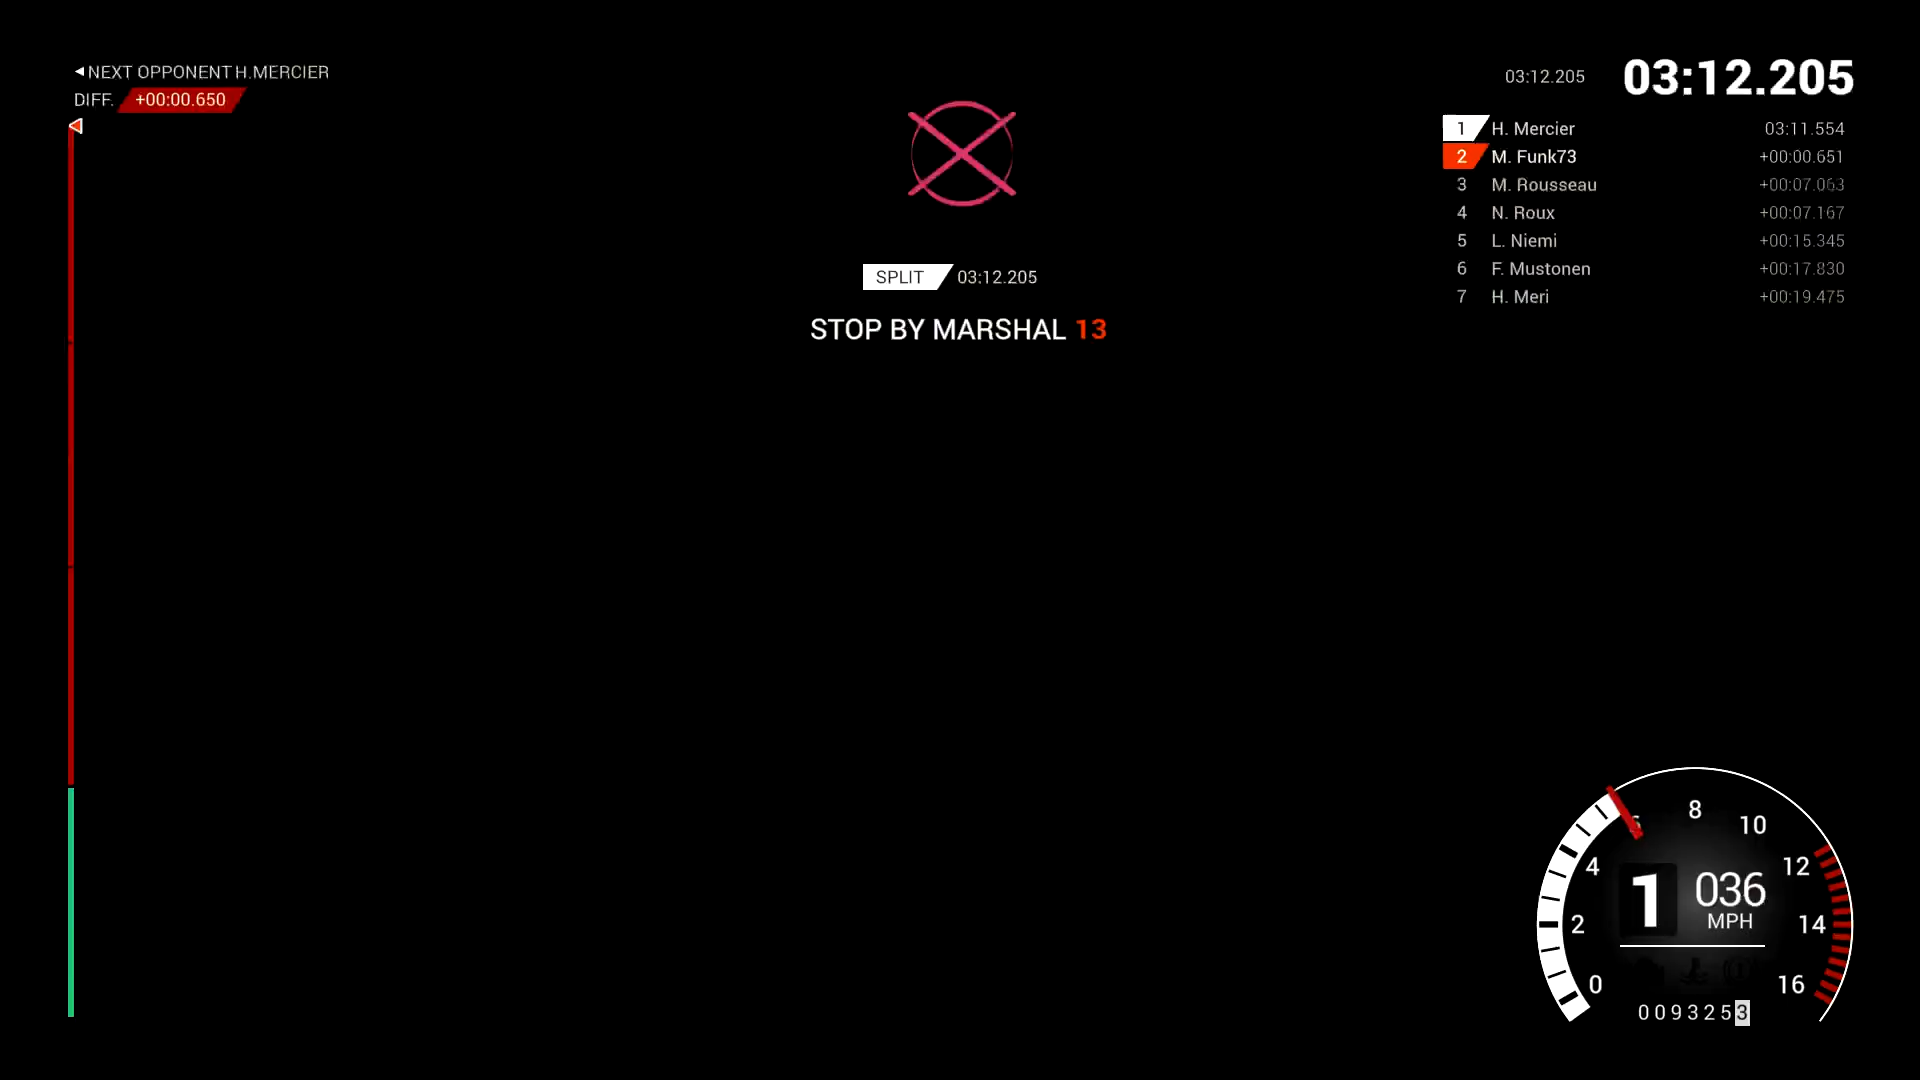 NEXT OPPONENT H.MERCIER
DIFF. +00:00.650
SPLIT 03:12.205
STOP BY MARSHAL 13
03:12.205 03:12.205
1 H. Mercier 03:11.554
2 M. Funk73 +00:00.651
3 M. Rousseau +00:07.063
4 N. Roux +00:07.167
5 L. Niemi +00:15.345
6 F. Mustonen +00:17.830
7 H. Meri +00:19.475
0
2
4
6
8
10
12
14
16
1 036
MPH
0093253